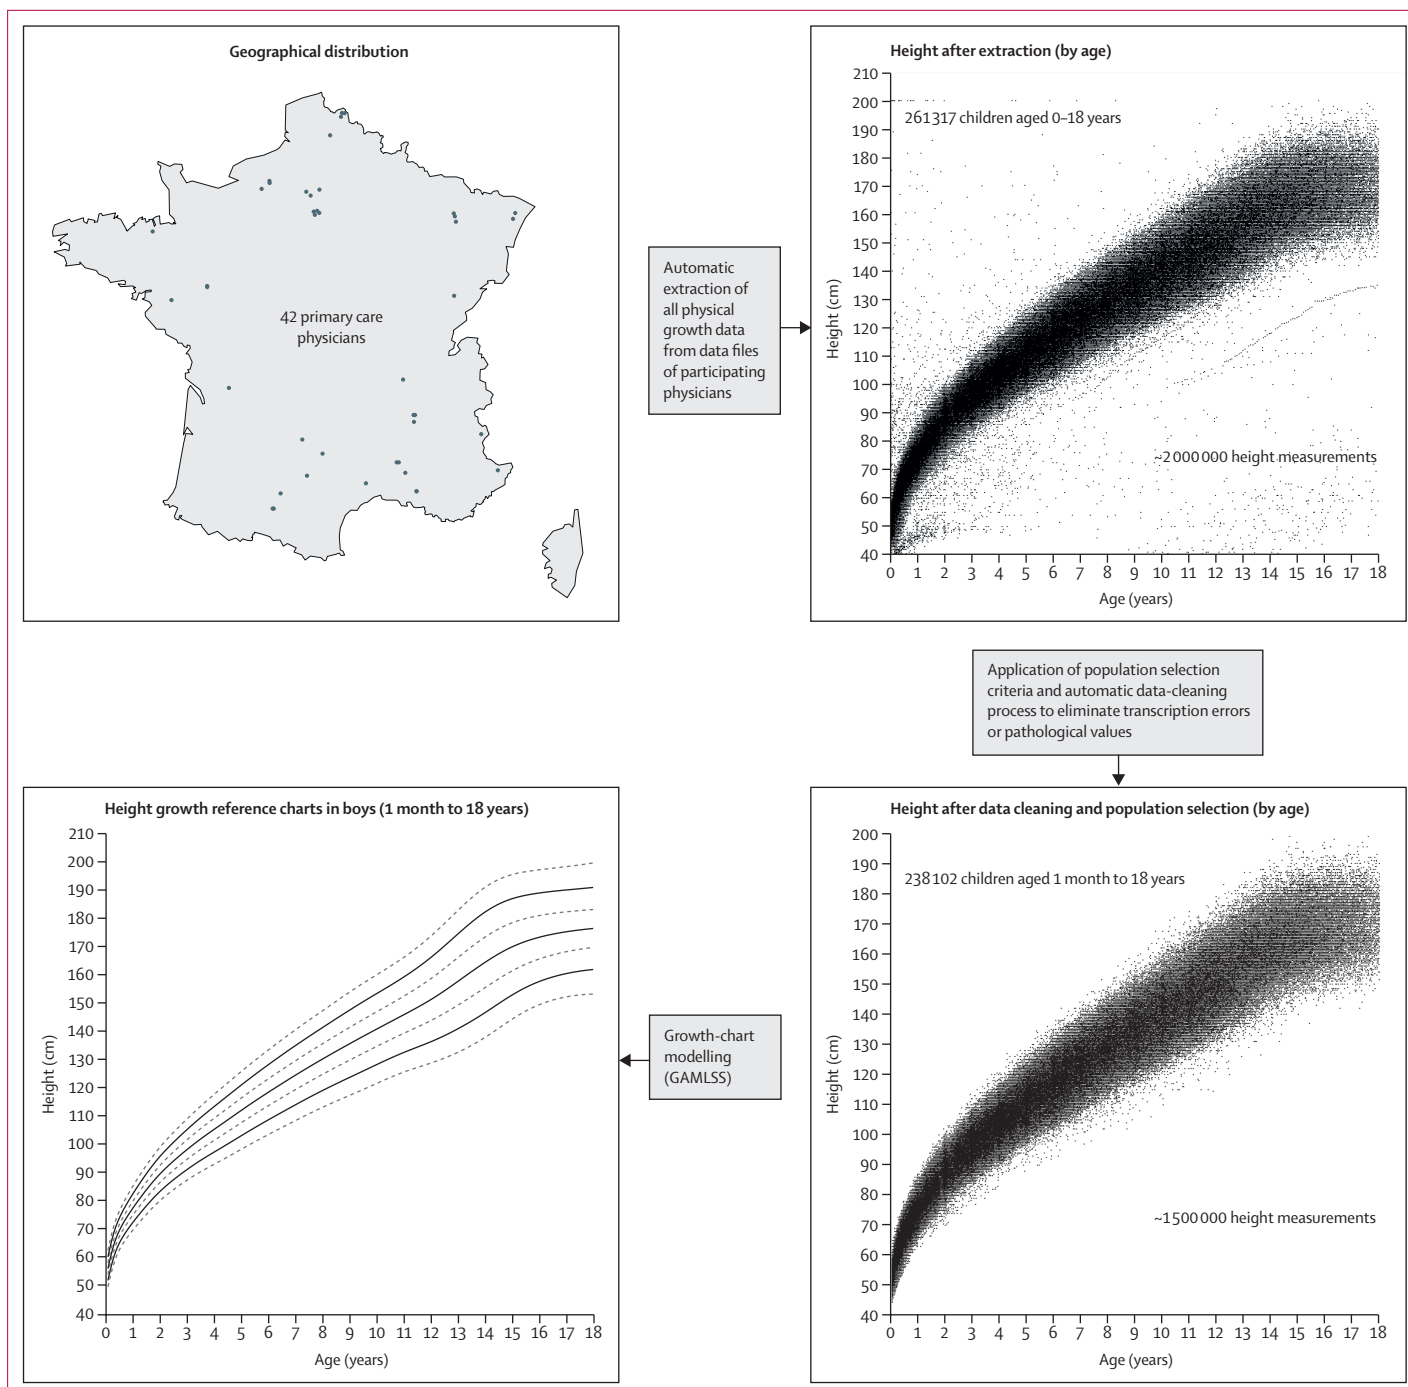 Geographical distribution
42 primary care
physicians
Automatic
extraction of
all physical
growth data
from data files
of participating
physicians
Height after extraction (by age)
210
200
190
180
170
160
150
140
130
120
110
100
90
80
70
60
50
40
Height (cm)
261 317 children aged 0–18 years
~2 000 000 height measurements
0 1 2 3 4 5 6 7 8 9 10 11 12 13 14 15 16 17 18
Age (years)
Application of population selection
criteria and automatic data-cleaning
process to eliminate transcription errors
or pathological values
Height after data cleaning and population selection (by age)
200
190
180
170
160
150
140
130
120
110
100
90
80
70
60
50
40
Height (cm)
238 102 children aged 1 month to 18 years
~1 500 000 height measurements
0 1 2 3 4 5 6 7 8 9 10 11 12 13 14 15 16 17 18
Age (years)
Growth-chart
modelling
(GAMLSS)
Height growth reference charts in boys (1 month to 18 years)
210
200
190
180
170
160
150
140
130
120
110
100
90
80
70
60
50
40
Height (cm)
0 1 2 3 4 5 6 7 8 9 10 11 12 13 14 15 16 17 18
Age (years)